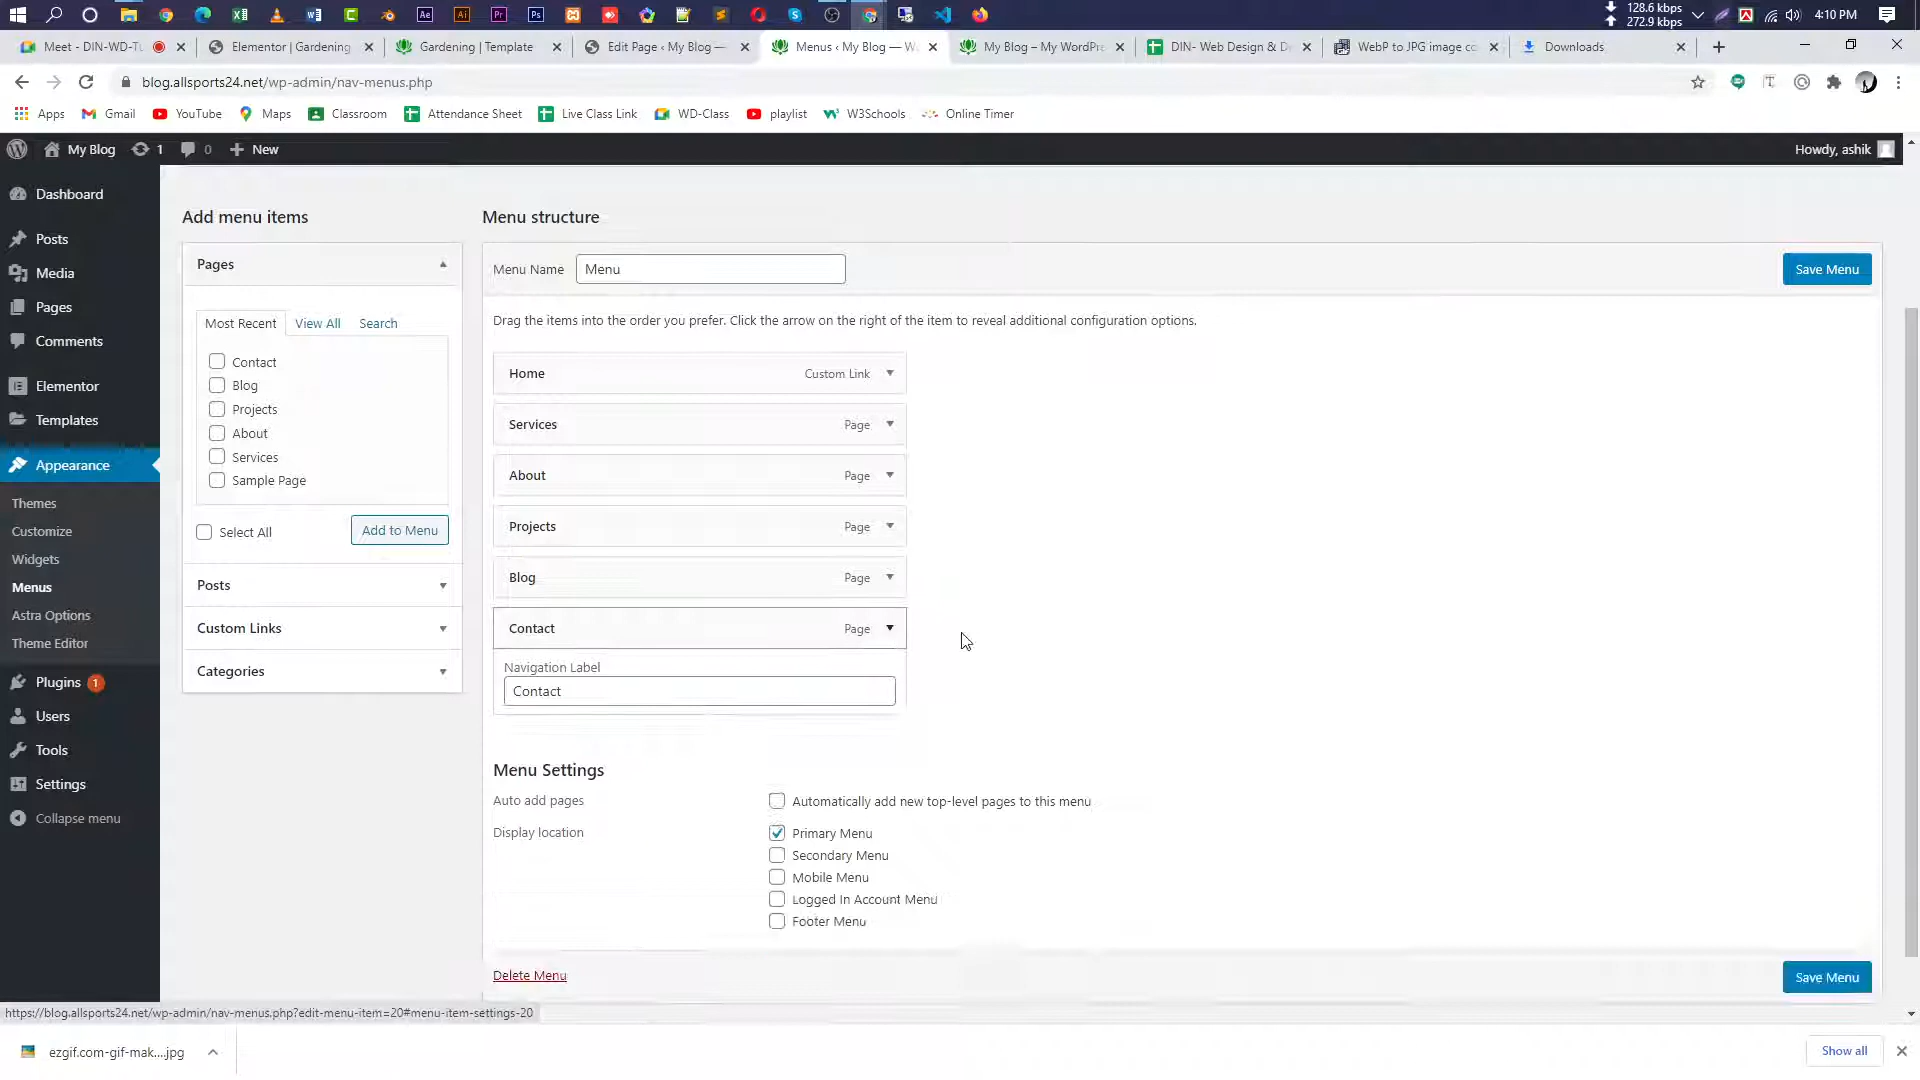 128.6 kbps
272.9 kbps
4:10 PM
Meet - DIN-WD-Tu
Elementor | Gardening
Gardening | Template
Edit Page ‹ My Blog —
Menus ‹ My Blog — W
My Blog – My WordPre
DIN- Web Design & D
WebP to JPG image co
Downloads
blog.allsports24.net/wp-admin/nav-menus.php
Apps
Gmail
YouTube
Maps
Classroom
Attendance Sheet
Live Class Link
WD-Class
playlist
W3Schools
Online Timer
My Blog
1
0
New
Howdy, ashik
Dashboard
Posts
Media
Pages
Comments
Elementor
Templates
Appearance
Themes
Customize
Widgets
Menus
Astra Options
Theme Editor
Plugins 1
Users
Tools
Settings
Collapse menu
Add menu items
Pages
Most Recent
View All
Search
Contact
Blog
Projects
About
Services
Sample Page
Select All
Add to Menu
Posts
Custom Links
Categories
Menu structure
Menu Name
Menu
Save Menu
Drag the items into the order you prefer. Click the arrow on the right of the item to reveal additional configuration options.
Home Custom Link
Services Page
About Page
Projects Page
Blog Page
Contact Page
Navigation Label
Contact
Menu Settings
Auto add pages
Automatically add new top-level pages to this menu
Display location
Primary Menu
Secondary Menu
Mobile Menu
Logged In Account Menu
Footer Menu
Delete Menu
Save Menu
https://blog.allsports24.net/wp-admin/nav-menus.php?edit-menu-item=20#menu-item-settings-20
ezgif.com-gif-mak....jpg
Show all